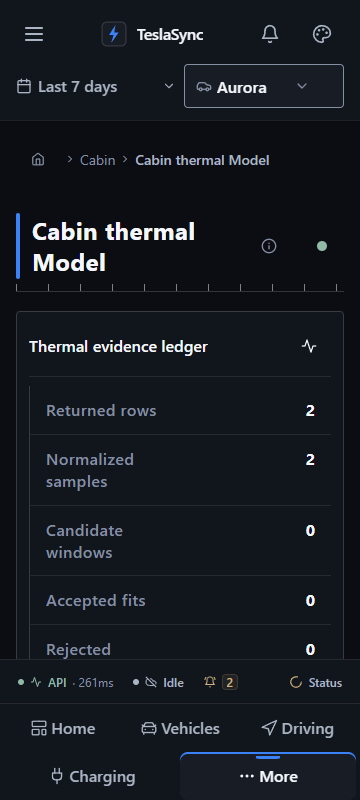 TeslaSync
Last 7 days
Aurora
Cabin
Cabin thermal Model
Cabin thermal
Model
Thermal evidence ledger
Returned rows 2
Normalized
samples 2
Candidate
windows 0
Accepted fits 0
Rejected 0
API · 261ms
Idle
2
Status
Home
Vehicles
Driving
Charging
More